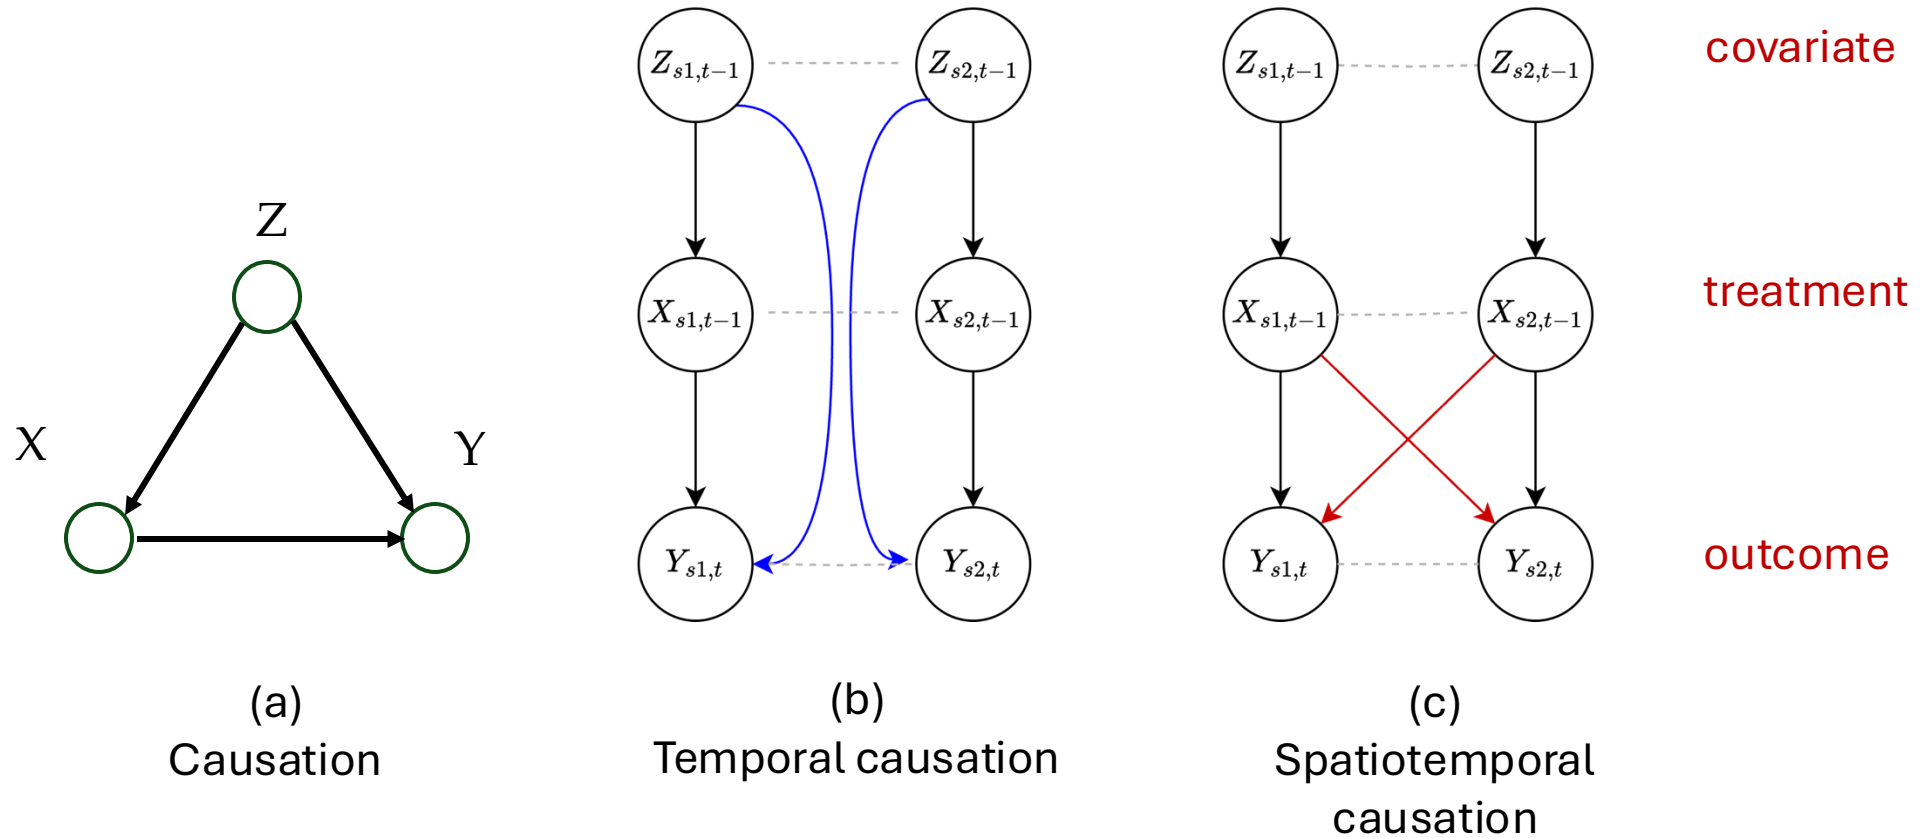 Z
X
Y
(a)
Causation
Z_{s1,t−1}
Z_{s2,t−1}
X_{s1,t−1}
X_{s2,t−1}
Y_{s1,t}
Y_{s2,t}
(b)
Temporal causation
Z_{s1,t−1}
Z_{s2,t−1}
X_{s1,t−1}
X_{s2,t−1}
Y_{s1,t}
Y_{s2,t}
(c)
Spatiotemporal
causation
covariate
treatment
outcome